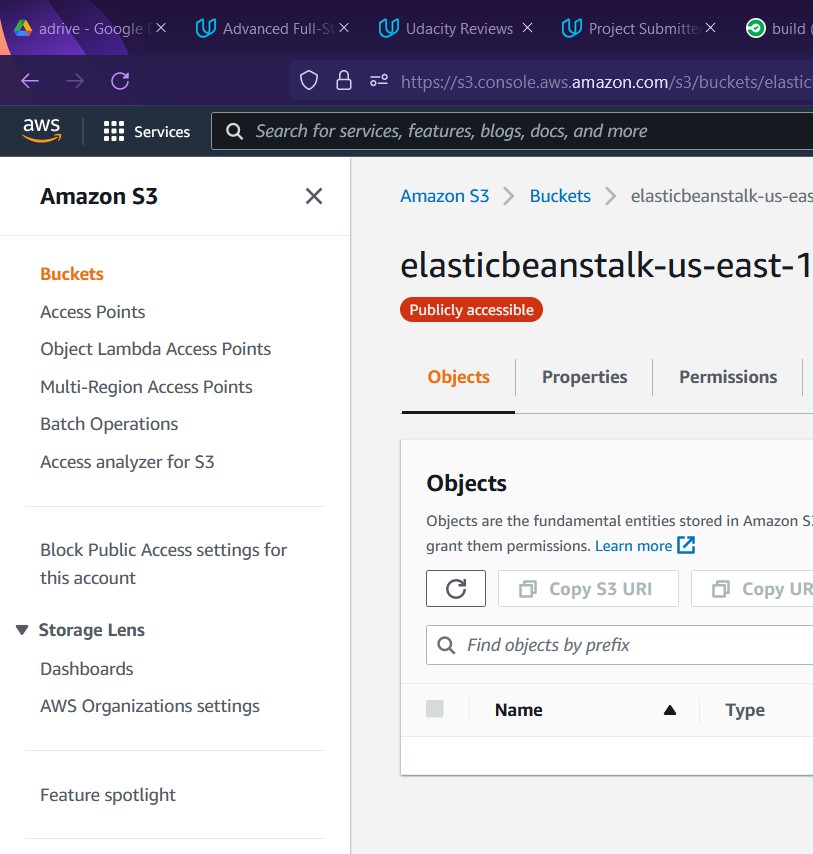 adrive - Google D
Advanced Full-St
Udacity Reviews
Project Submitte
build (
https://s3.console.aws.amazon.com/s3/buckets/elastic
aws
Services
Search for services, features, blogs, docs, and more
Amazon S3
Buckets
Access Points
Object Lambda Access Points
Multi-Region Access Points
Batch Operations
Access analyzer for S3
Block Public Access settings for
this account
Storage Lens
Dashboards
AWS Organizations settings
Feature spotlight
Amazon S3
Buckets
elasticbeanstalk-us-eas
elasticbeanstalk-us-east-1
Publicly accessible
Objects
Properties
Permissions
Objects
Objects are the fundamental entities stored in Amazon S3
grant them permissions. Learn more
Copy S3 URI
Copy UR
Find objects by prefix
Name
Type